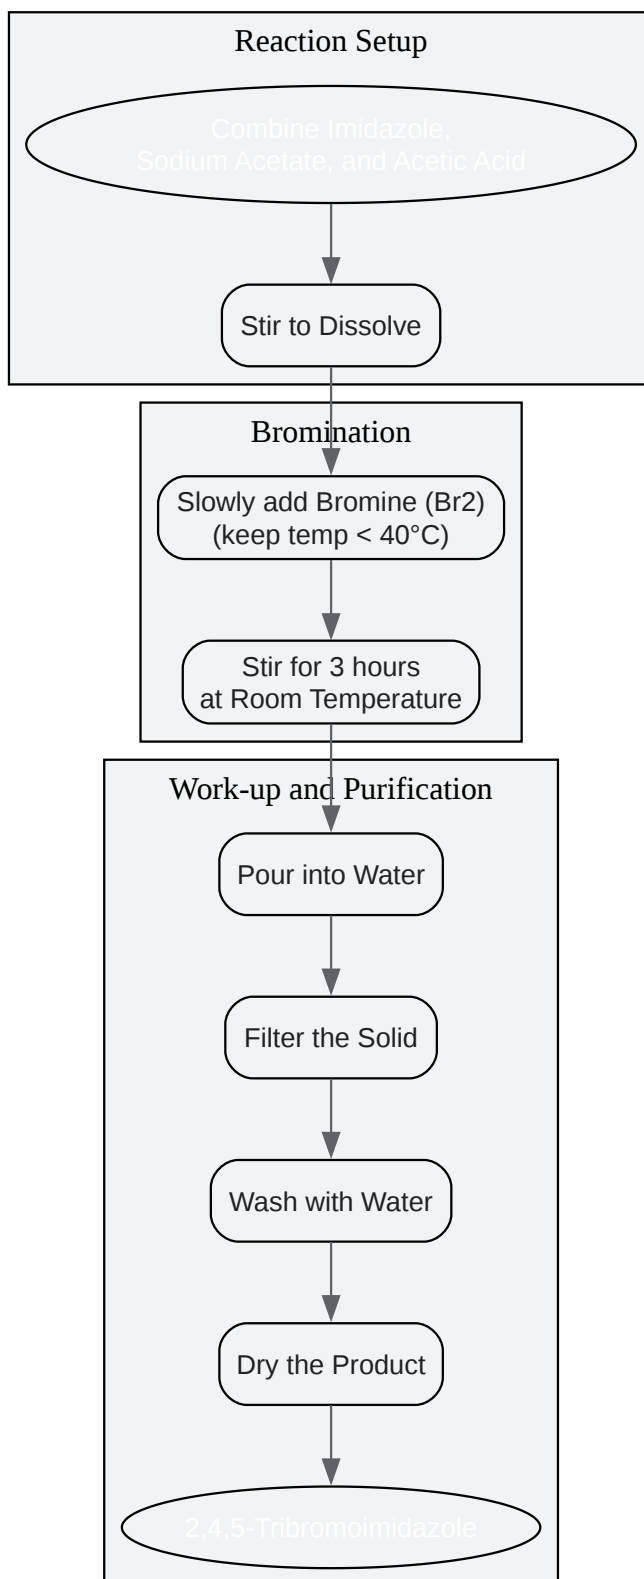 Reaction Setup
Combine Imidazole,
Sodium Acetate, and Acetic Acid
Stir to Dissolve
Bromination
Slowly add Bromine (Br2)
(keep temp < 40°C)
Stir for 3 hours
at Room Temperature
Work-up and Purification
Pour into Water
Filter the Solid
Wash with Water
Dry the Product
2,4,5-Tribromoimidazole